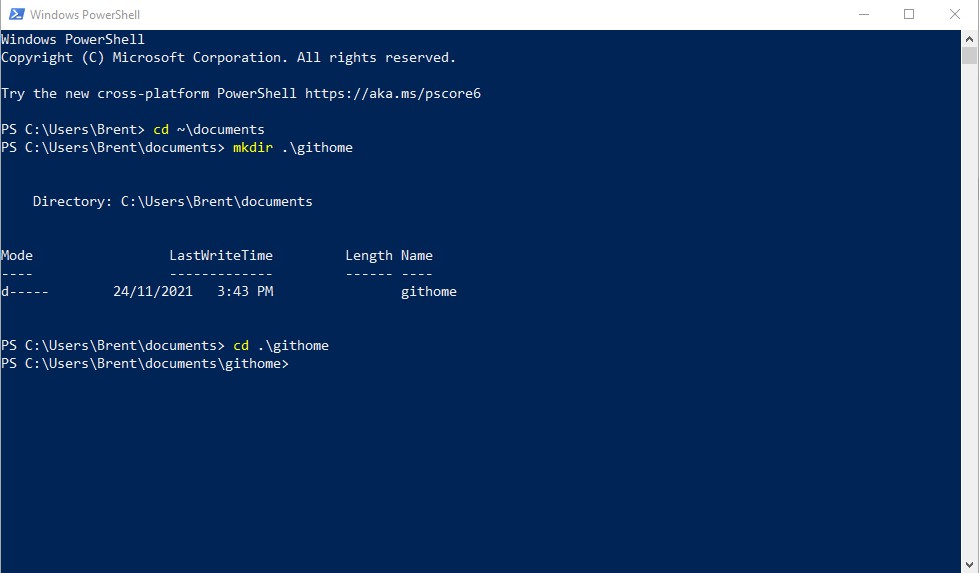 Windows PowerShell
Windows PowerShell
Copyright (C) Microsoft Corporation. All rights reserved.
Try the new cross-platform PowerShell https://aka.ms/pscore6
PS C:\Users\Brent> cd ~\documents
PS C:\Users\Brent\documents> mkdir .\githome
    Directory: C:\Users\Brent\documents
Mode                 LastWriteTime         Length Name
----                 -------------         ------ ----
d-----        24/11/2021   3:43 PM                githome
PS C:\Users\Brent\documents> cd .\githome
PS C:\Users\Brent\documents\githome>